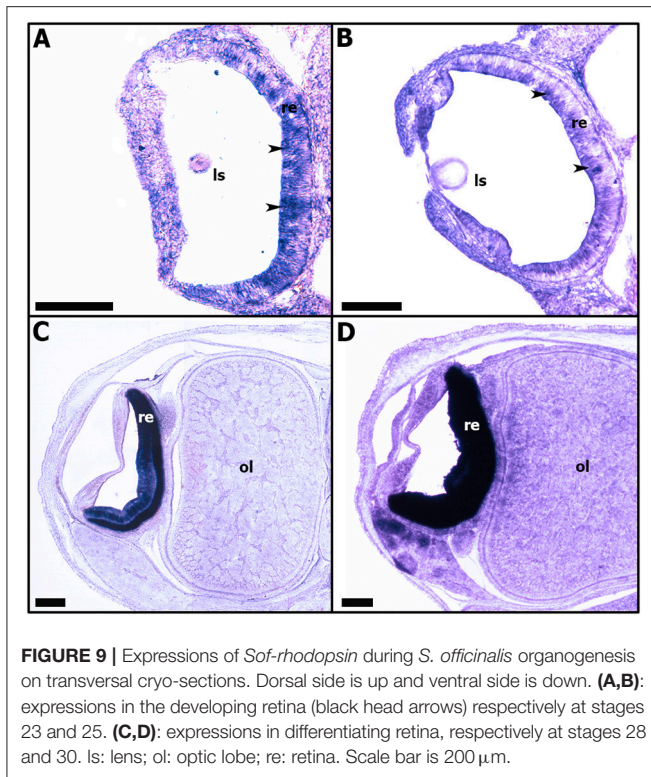 A
re
ls
B
re
ls
C
re
ol
D
re
ol
FIGURE 9 | Expressions of Sof-rhodopsin during S. officinalis organogenesis
on transversal cryo-sections. Dorsal side is up and ventral side is down. (A,B):
expressions in the developing retina (black head arrows) respectively at stages
23 and 25. (C,D): expressions in differentiating retina, respectively at stages 28
and 30. ls: lens; ol: optic lobe; re: retina. Scale bar is 200 μm.